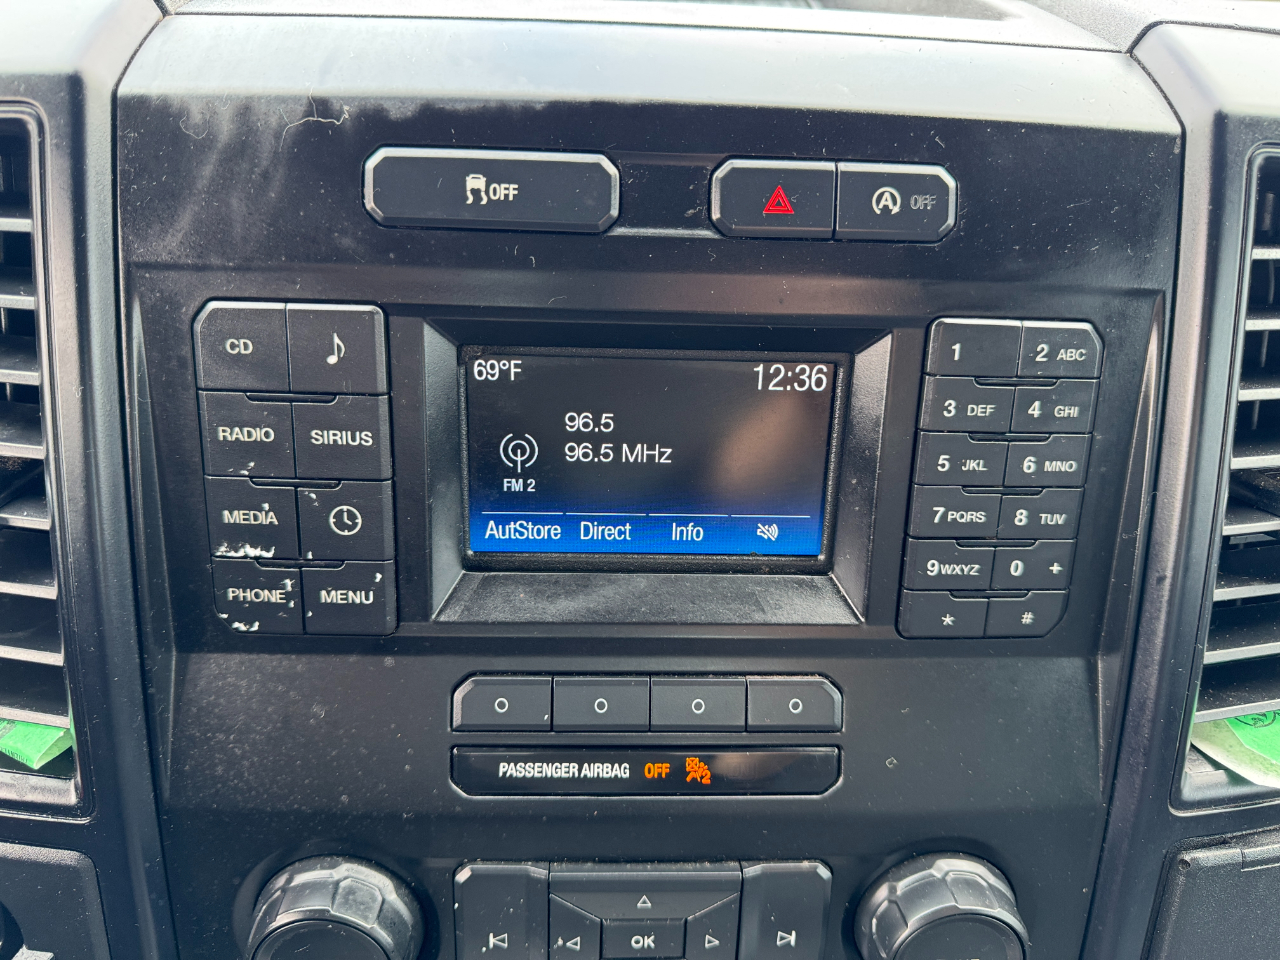 OFF
A OFF
CD
RADIO SIRIUS
MEDIA
PHONE MENU
69°F 12:36
96.5
96.5 MHz
FM 2
AutStore Direct Info
1 2 ABC
3 DEF 4 GHI
5 JKL 6 MNO
7 PQRS 8 TUV
9 WXYZ 0 +
* #
PASSENGER AIRBAG OFF 2
OK